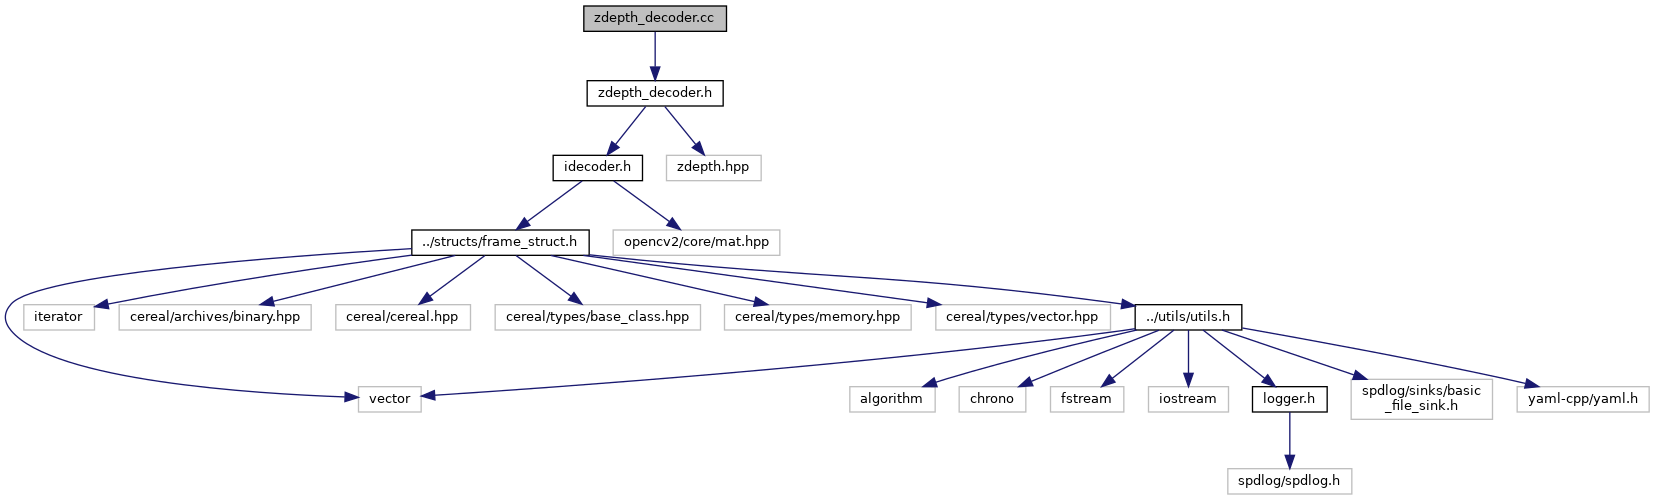 zdepth_decoder.cc
zdepth_decoder.h
idecoder.h
zdepth.hpp
../structs/frame_struct.h
opencv2/core/mat.hpp
iterator
cereal/archives/binary.hpp
cereal/cereal.hpp
cereal/types/base_class.hpp
cereal/types/memory.hpp
cereal/types/vector.hpp
../utils/utils.h
vector
algorithm
chrono
fstream
iostream
logger.h
spdlog/sinks/basic
_file_sink.h
yaml-cpp/yaml.h
spdlog/spdlog.h